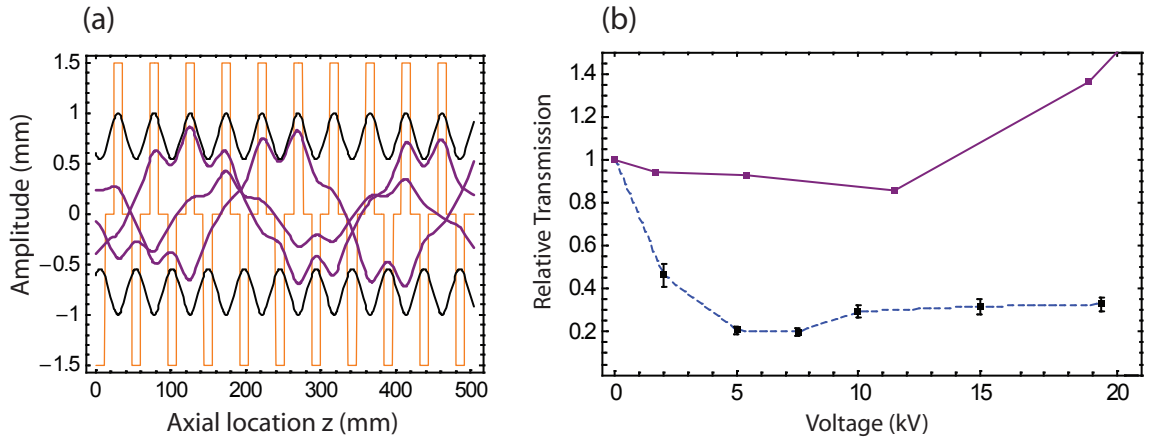 (a)
(b)
Amplitude (mm)
1.5
1
0.5
0
−0.5
−1
−1.5
0 100 200 300 400 500
Axial location z (mm)
Relative Transmission
1.4
1.2
1
0.8
0.6
0.4
0.2
0 5 10 15 20
Voltage (kV)